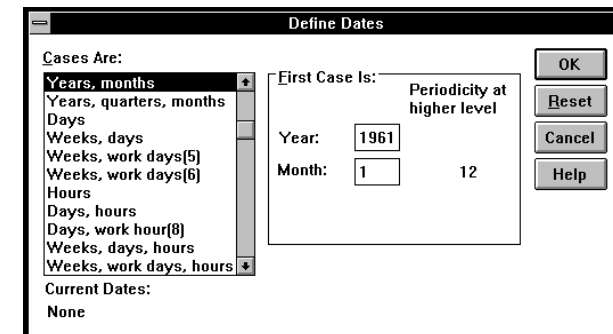 Define Dates
Cases Are:
Years, months
Years, quarters, months
Days
Weeks, days
Weeks, work days(5)
Weeks, work days(6)
Hours
Days, hours
Days, work hour(8)
Weeks, days, hours
Weeks, work days, hours
Current Dates:
None
First Case Is:
Periodicity at
higher level
Year: 1961
Month: 1 12
OK
Reset
Cancel
Help